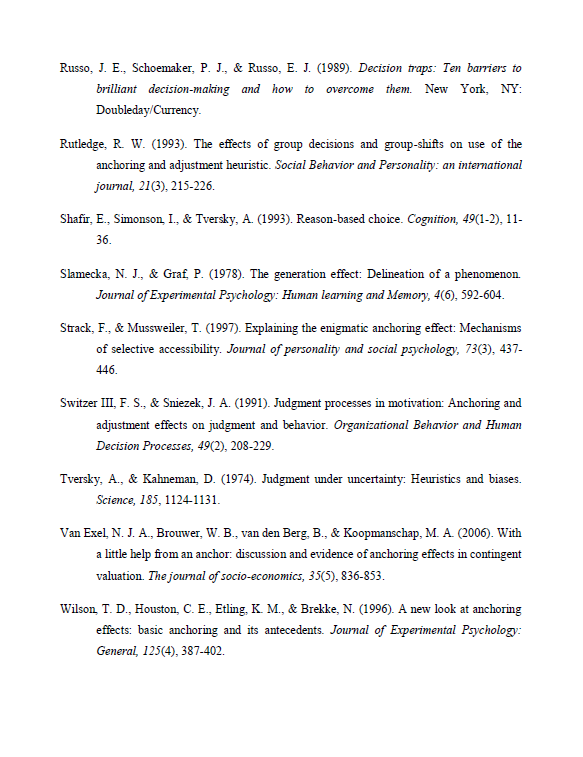 Russo, J. E., Schoemaker, P. J., & Russo, E. J. (1989). Decision traps: Ten barriers to
brilliant decision-making and how to overcome them. New York, NY:
Doubleday/Currency.
Rutledge, R. W. (1993). The effects of group decisions and group-shifts on use of the
anchoring and adjustment heuristic. Social Behavior and Personality: an international
journal, 21(3), 215-226.
Shafir, E., Simonson, I., & Tversky, A. (1993). Reason-based choice. Cognition, 49(1-2), 11-
36.
Slamecka, N. J., & Graf, P. (1978). The generation effect: Delineation of a phenomenon.
Journal of Experimental Psychology: Human learning and Memory, 4(6), 592-604.
Strack, F., & Mussweiler, T. (1997). Explaining the enigmatic anchoring effect: Mechanisms
of selective accessibility. Journal of personality and social psychology, 73(3), 437-
446.
Switzer III, F. S., & Sniezek, J. A. (1991). Judgment processes in motivation: Anchoring and
adjustment effects on judgment and behavior. Organizational Behavior and Human
Decision Processes, 49(2), 208-229.
Tversky, A., & Kahneman, D. (1974). Judgment under uncertainty: Heuristics and biases.
Science, 185, 1124-1131.
Van Exel, N. J. A., Brouwer, W. B., van den Berg, B., & Koopmanschap, M. A. (2006). With
a little help from an anchor: discussion and evidence of anchoring effects in contingent
valuation. The journal of socio-economics, 35(5), 836-853.
Wilson, T. D., Houston, C. E., Etling, K. M., & Brekke, N. (1996). A new look at anchoring
effects: basic anchoring and its antecedents. Journal of Experimental Psychology:
General, 125(4), 387-402.